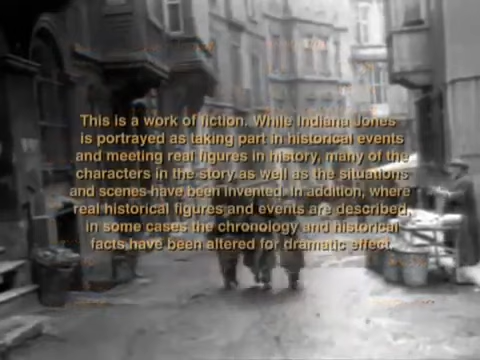 This is a work of fiction. While Indiana Jones
is portrayed as taking part in historical events
and meeting real figures in history, many of the
characters in the story as well as the situations
and scenes have been invented. In addition, where
real historical figures and events are described,
in some cases the chronology and historical
facts have been altered for dramatic effect.